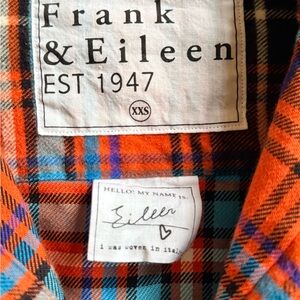 Frank
& Eileen
EST 1947
XXS
HELLO! MY NAME IS:
Eileen
i was woven in italy